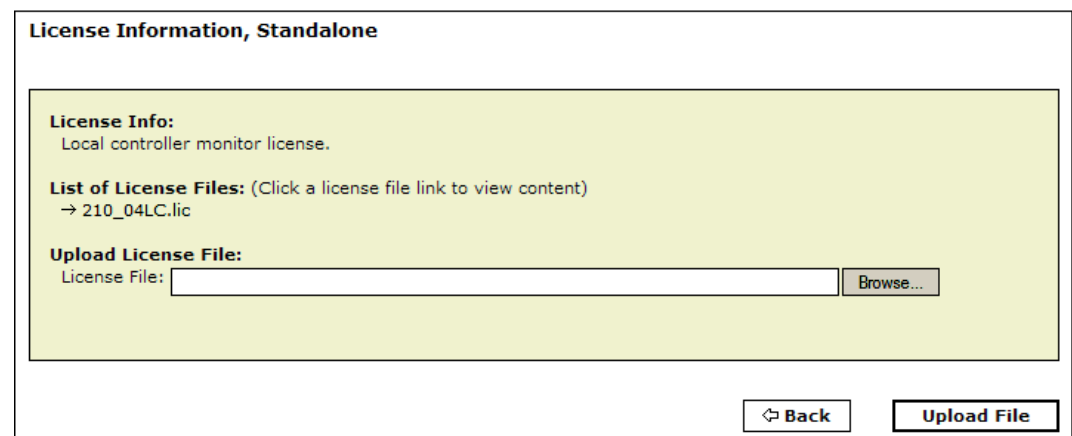 License Information, Standalone
License Info:
Local controller monitor license.
List of License Files: (Click a license file link to view content)
→ 210_04LC.lic
Upload License File:
License File: Browse...
⇦ Back Upload File